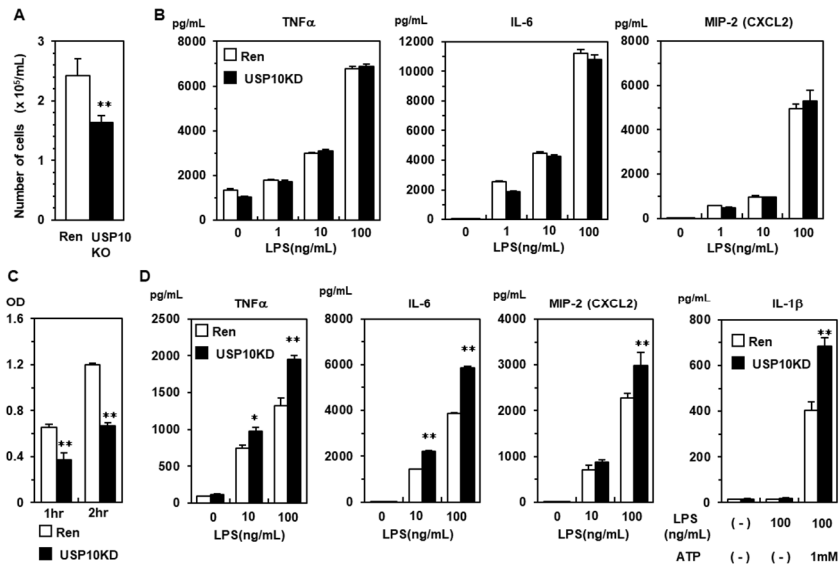 A
Number of cells (x 10⁵/mL)
3
2
1
0
**
Ren USP10
KO
B
pg/mL TNFα
8000
6000
4000
2000
0
Ren
USP10KD
0 1 10 100
LPS(ng/mL)
pg/mL IL-6
12000
10000
8000
6000
4000
2000
0
0 1 10 100
LPS(ng/mL)
pg/mL MIP-2 (CXCL2)
8000
6000
4000
2000
0
0 1 10 100
LPS(ng/mL)
C
OD
1.6
1.2
0.8
0.4
0
**
**
1hr 2hr
Ren
USP10KD
D
pg/mL TNFα
2500
2000
1500
1000
500
0
Ren
USP10KD
*
**
0 10 100
LPS(ng/mL)
pg/mL IL-6
8000
6000
4000
2000
0
**
**
0 10 100
LPS(ng/mL)
pg/mL MIP-2 (CXCL2)
4000
3000
2000
1000
0
**
0 10 100
LPS(ng/mL)
pg/mL IL-1β
800
600
400
200
0
Ren
USP10KD
**
LPS (-) 100 100
(ng/mL)
ATP (-) (-) 1mM